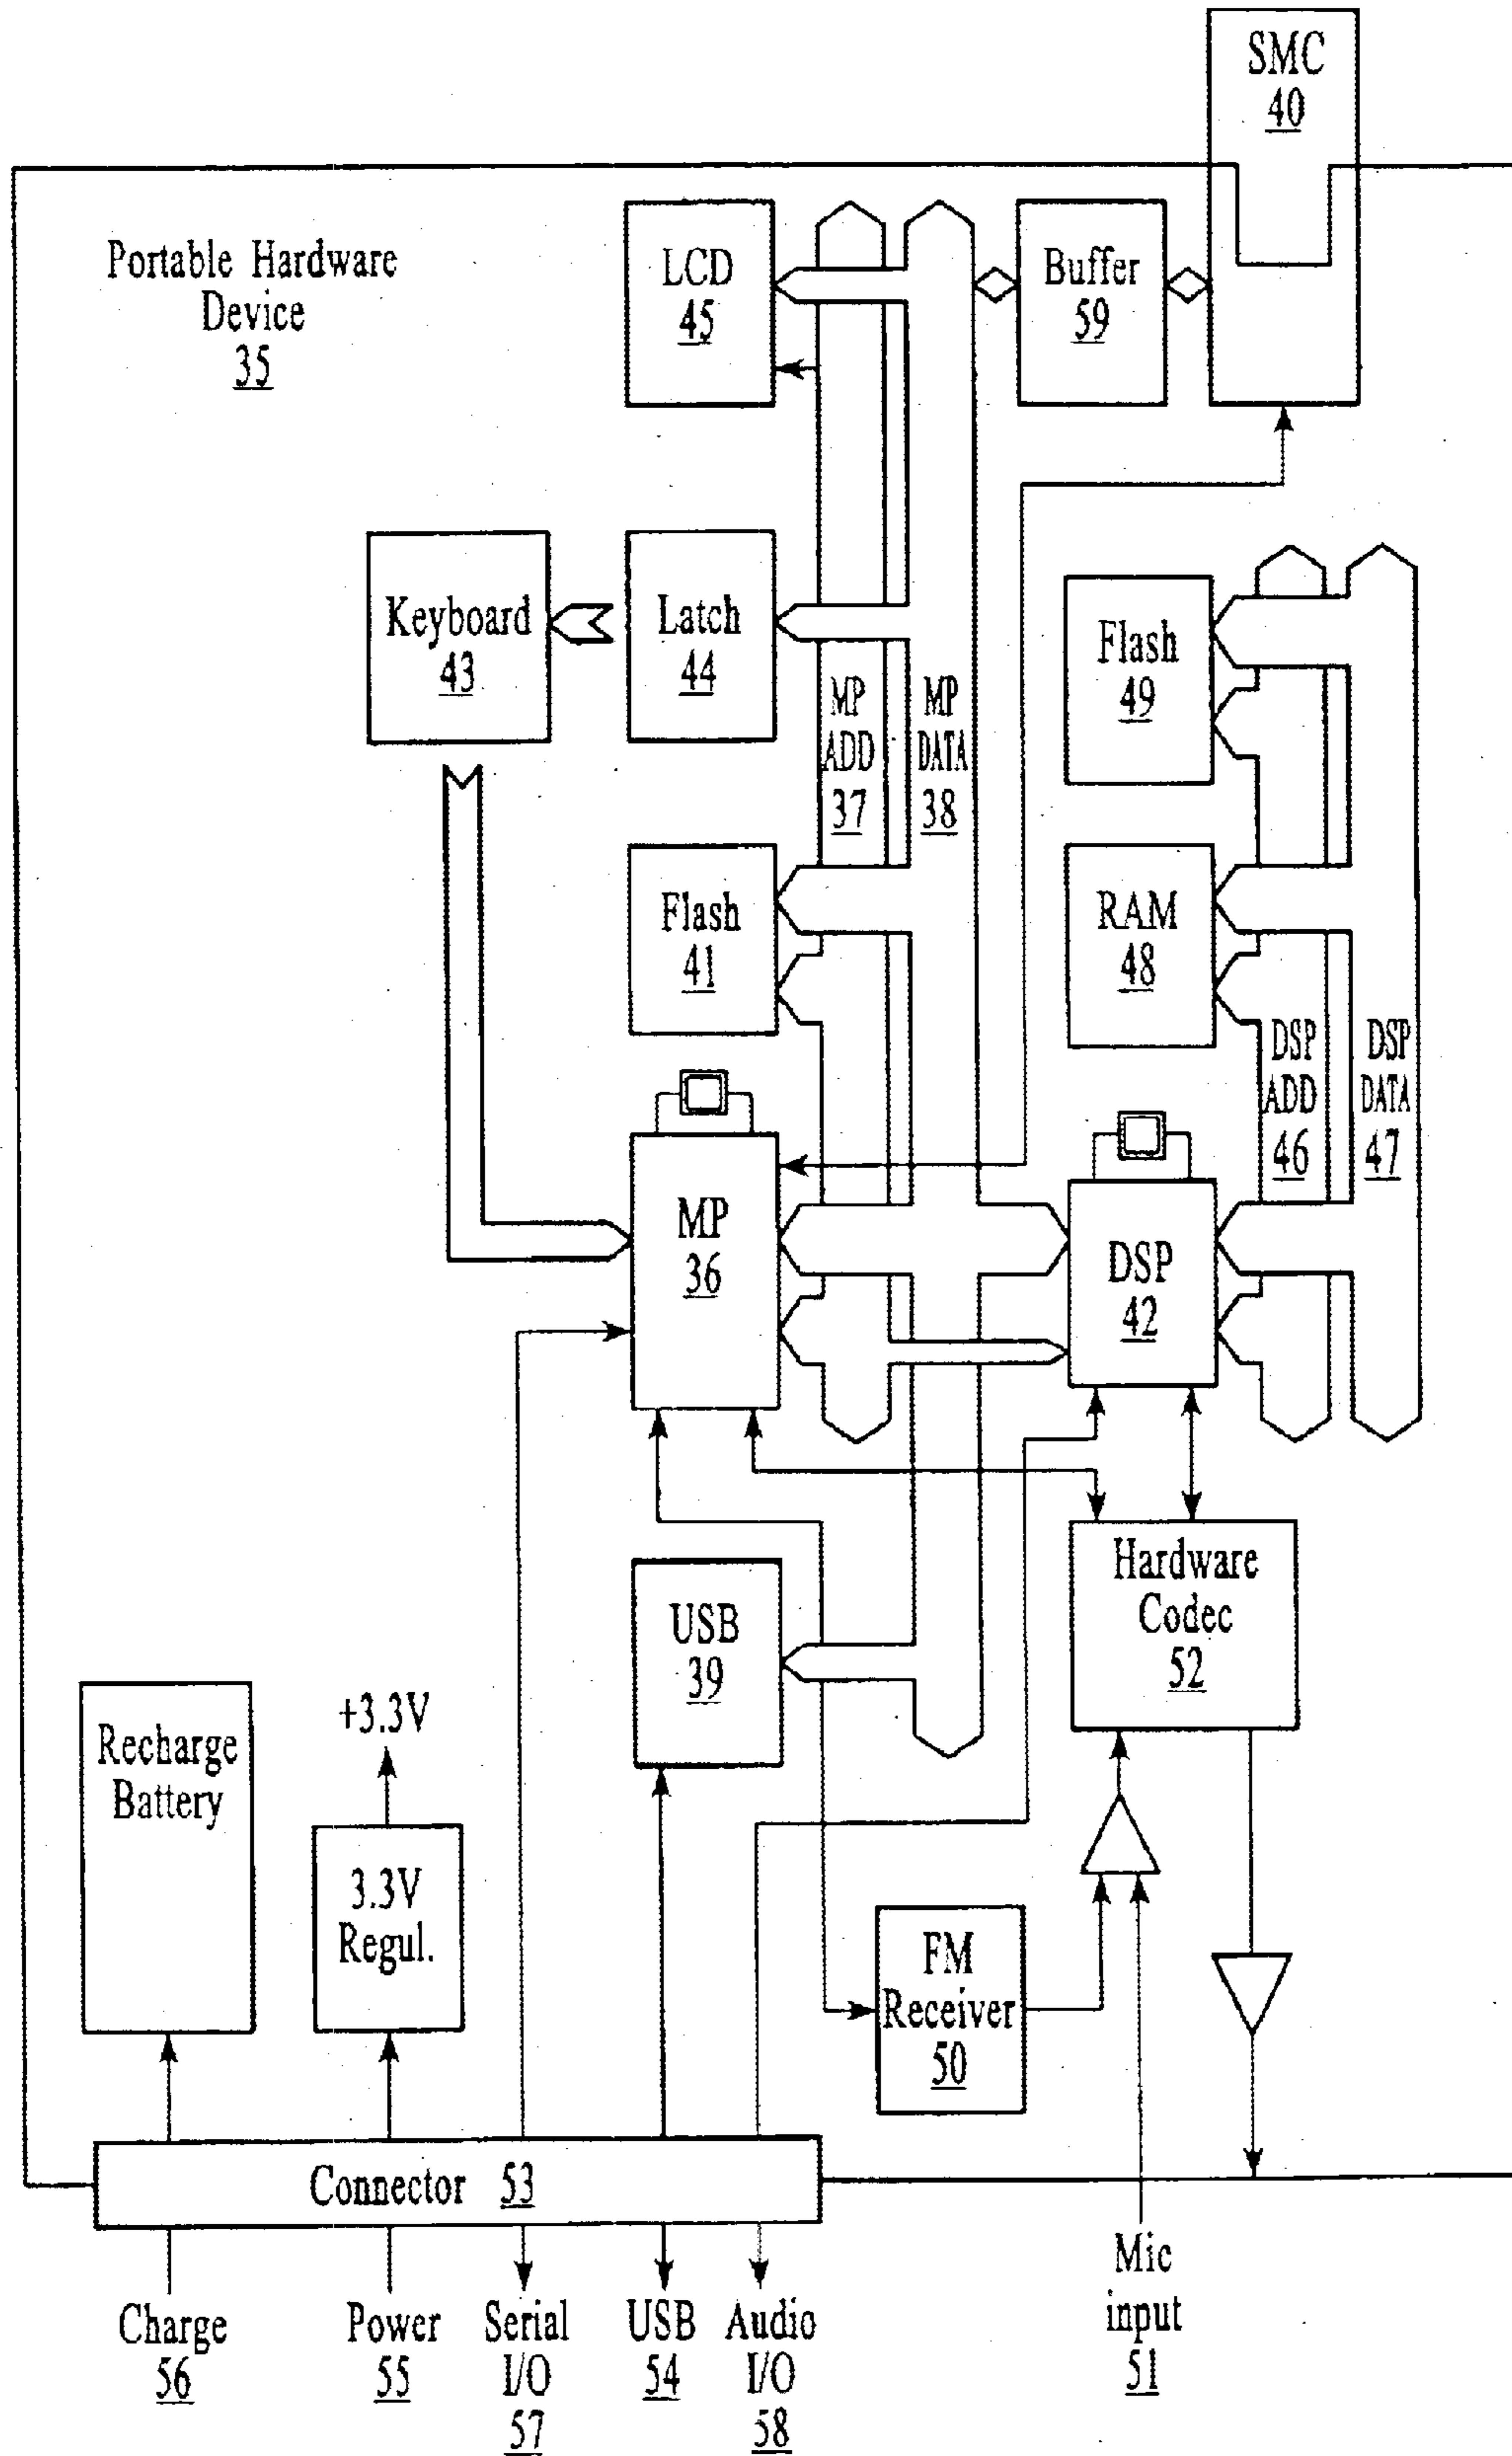 SMC
40
Portable Hardware
Device
35
LCD
45
Buffer
59
Keyboard
43
Latch
44
MP
ADD
37
MP
DATA
38
Flash
49
Flash
41
RAM
48
DSP
ADD
46
DSP
DATA
47
MP
36
DSP
42
Hardware
Codec
52
USB
39
Recharge
Battery
+3.3V
3.3V
Regul.
FM
Receiver
50
Connector 53
Charge
56
Power
55
Serial
I/O
57
USB
54
Audio
I/O
58
Mic
input
51